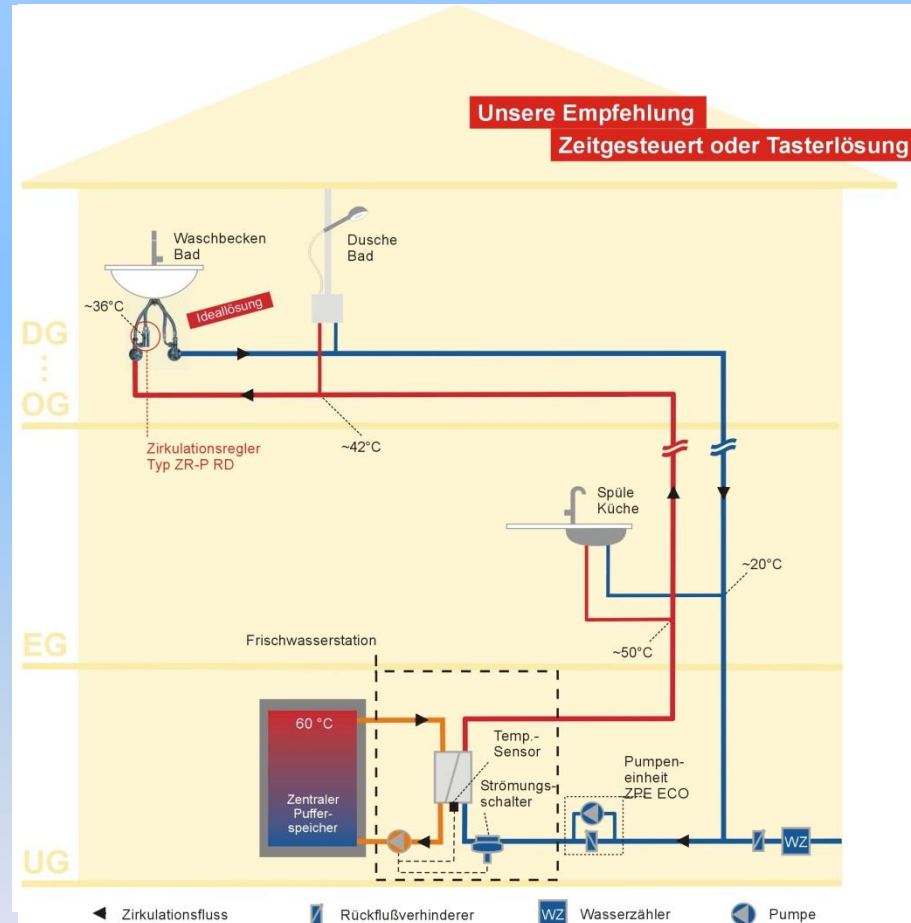 Unsere Empfehlung
Zeitgesteuert oder Tasterlösung
Waschbecken
Bad
Dusche
Bad
~36°C
Ideallösung
DG
OG
Zirkulationsregler
Typ ZR-P RD
~42°C
Spüle
Küche
~20°C
EG
~50°C
Frischwasserstation
60 °C
Temp.-
Sensor
Strömungs-
schalter
Pumpen-
einheit
ZPE ECO
Zentraler
Puffer-
speicher
WZ
UG
Zirkulationsfluss
Rückflußverhinderer
WZ Wasserzähler
Pumpe